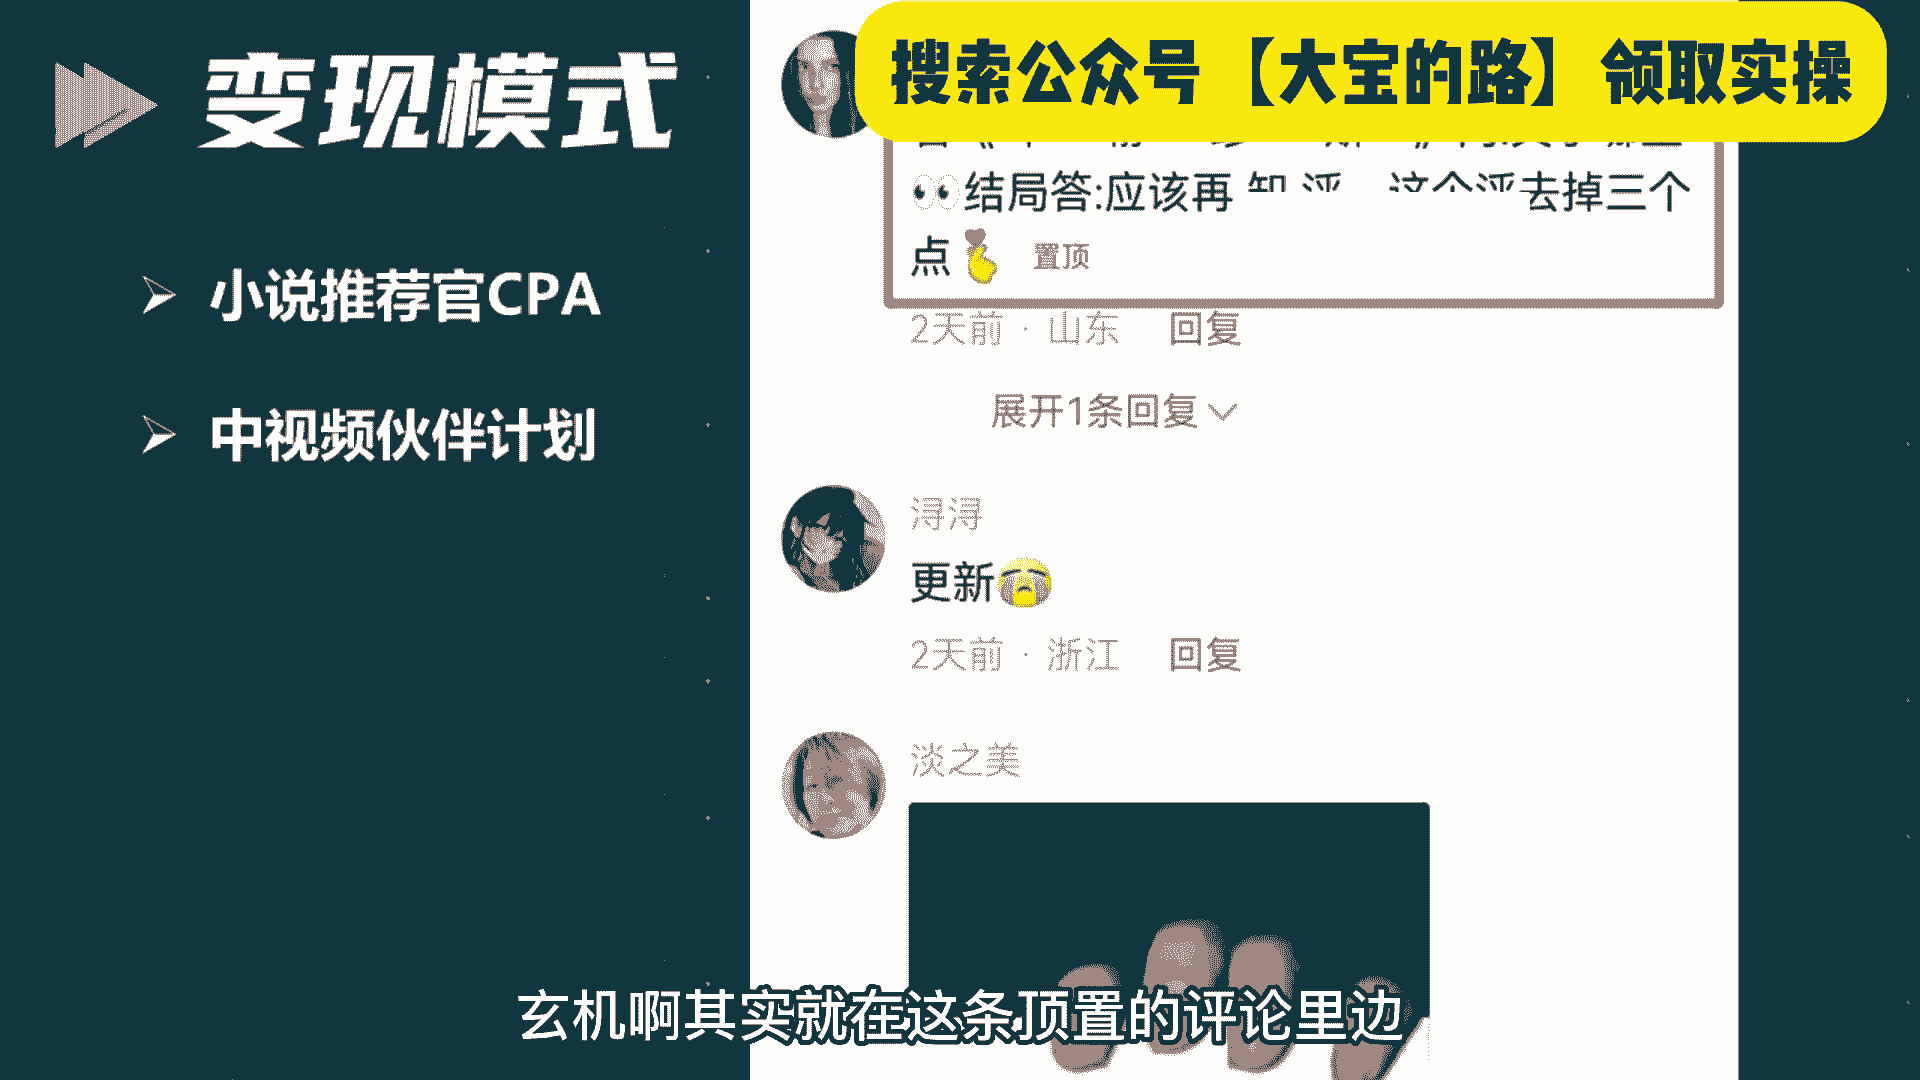 变现模式
小说推荐官CPA
中视频伙伴计划
搜索公众号【大宝的路】领取实操
结局答:应该再
去掉三个
点 置顶
2天前·山东 回复
展开1条回复
浔浔
更新
2天前·浙江 回复
淡之美
玄机啊其实就在这条顶置的评论里边